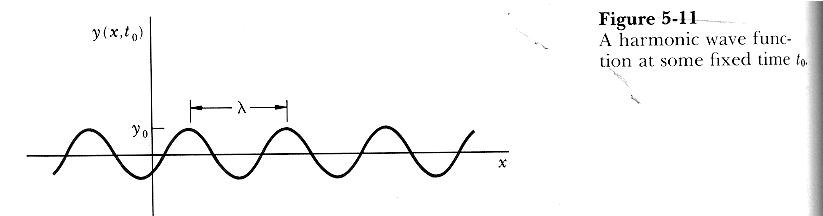 y(x,t₀)
λ
y₀
x
Figure 5-11
A harmonic wave func-
tion at some fixed time t₀.